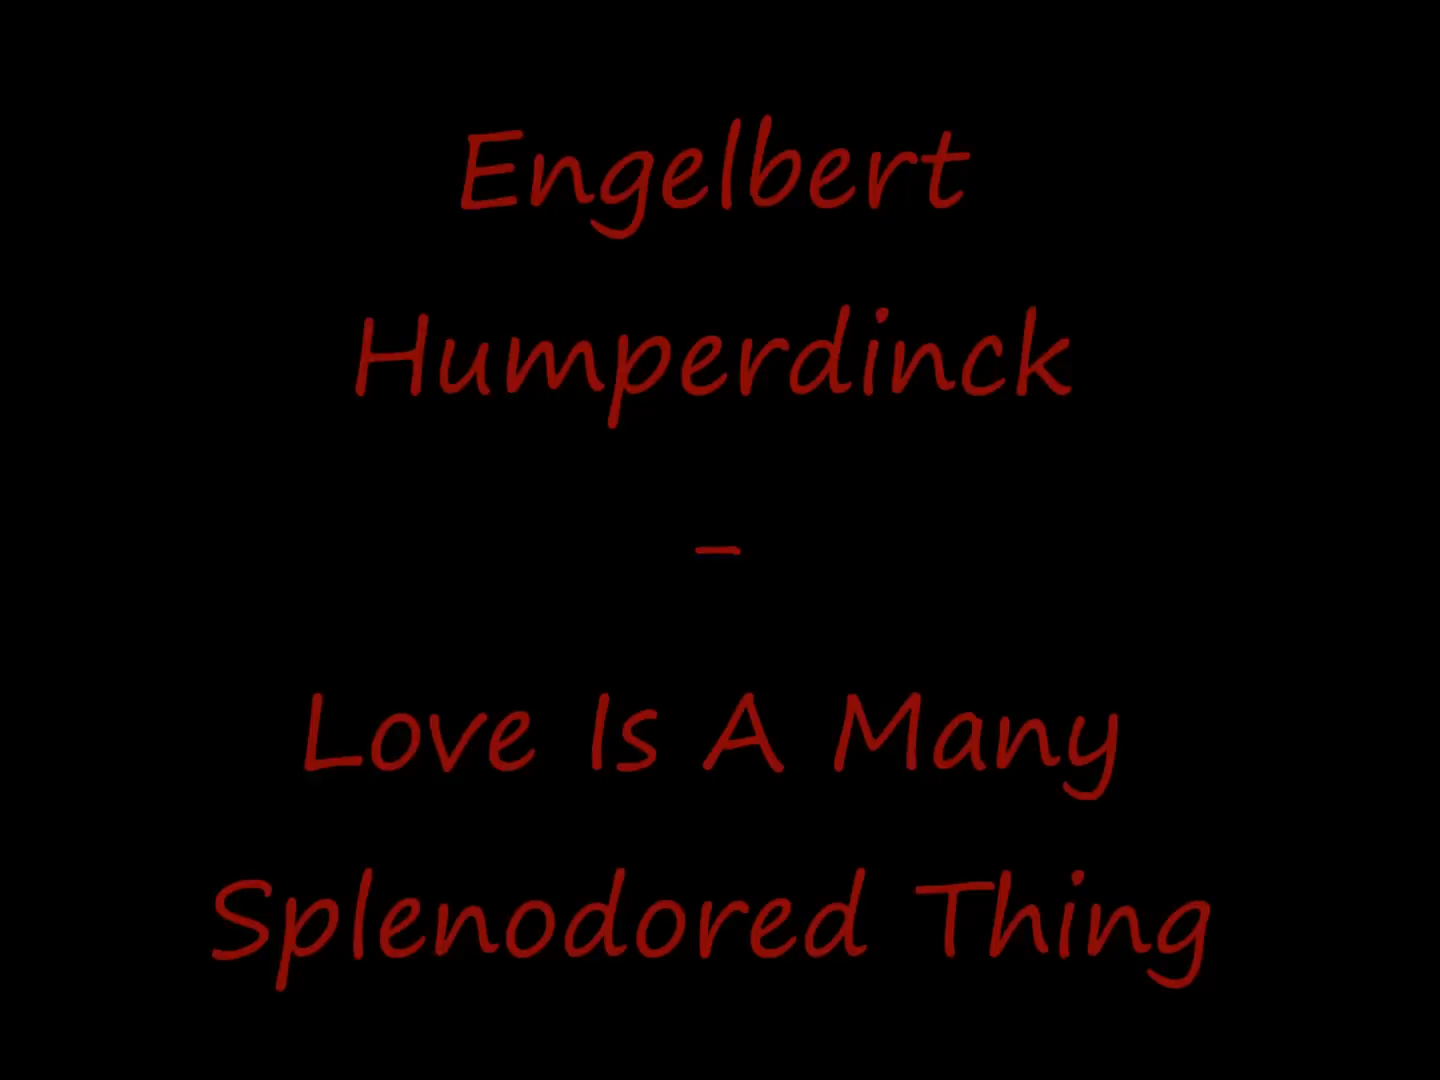 Engelbert
Humperdinck
-
Love Is A Many
Splenodored Thing